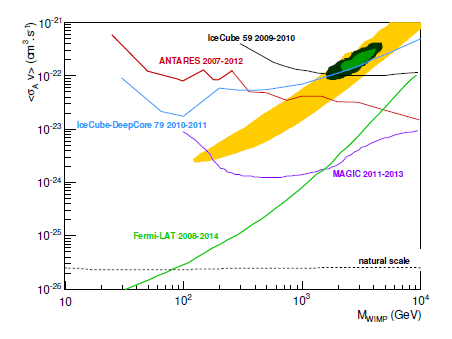 10⁻²¹
IceCube 59 2009-2010
ANTARES 2007-2012
10⁻²²
<σA v> (cm³.s⁻¹)
IceCube-DeepCore 79 2010-2011
10⁻²³
MAGIC 2011-2013
10⁻²⁴
Fermi-LAT 2008-2014
10⁻²⁵
natural scale
10⁻²⁶
10 10² 10³ 10⁴
MWIMP (GeV)